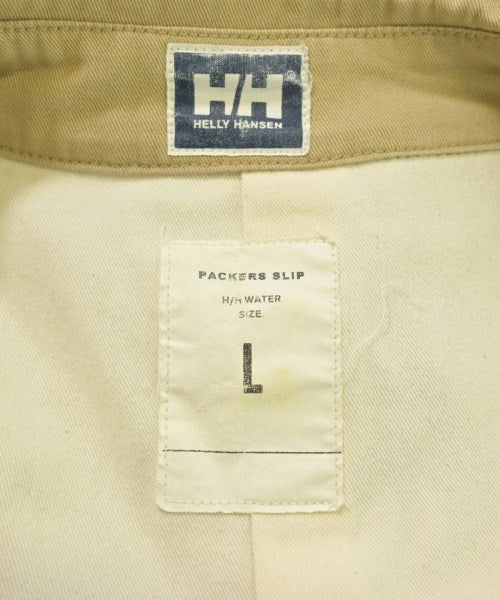 H/H
HELLY HANSEN
PACKERS SLIP
H/H WATER
SIZE
L